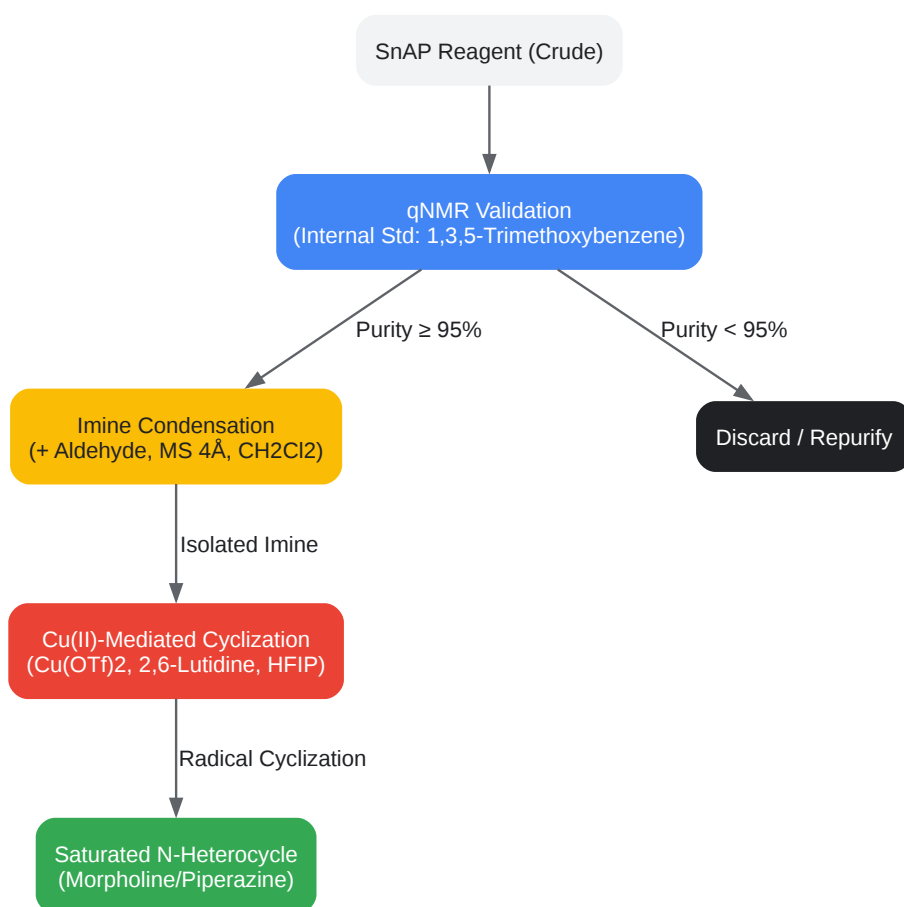 SnAP Reagent (Crude)
qNMR Validation
(Internal Std: 1,3,5-Trimethoxybenzene)
Purity ≥ 95%
Purity < 95%
Imine Condensation
(+ Aldehyde, MS 4Å, CH2Cl2)
Discard / Repurify
Isolated Imine
Cu(II)-Mediated Cyclization
(Cu(OTf)2, 2,6-Lutidine, HFIP)
Radical Cyclization
Saturated N-Heterocycle
(Morpholine/Piperazine)